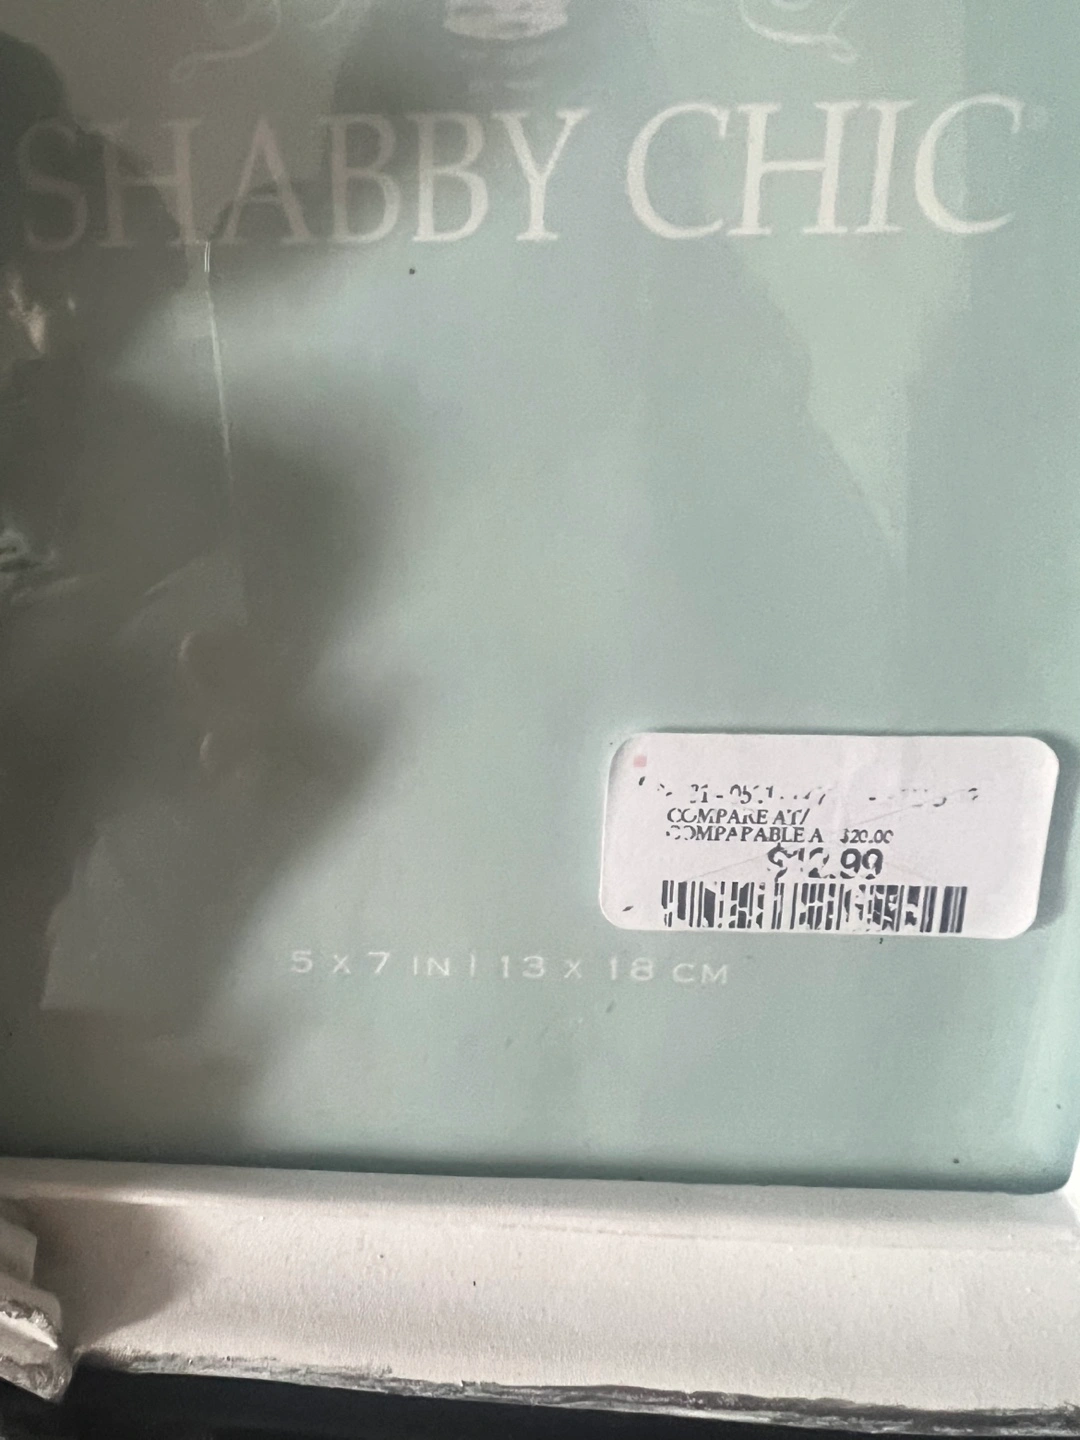 SHABBY CHIC®
COMPARE AT/
COMPAPABLE A $20.00
$12.99
5 X 7 IN | 13 X 18 CM